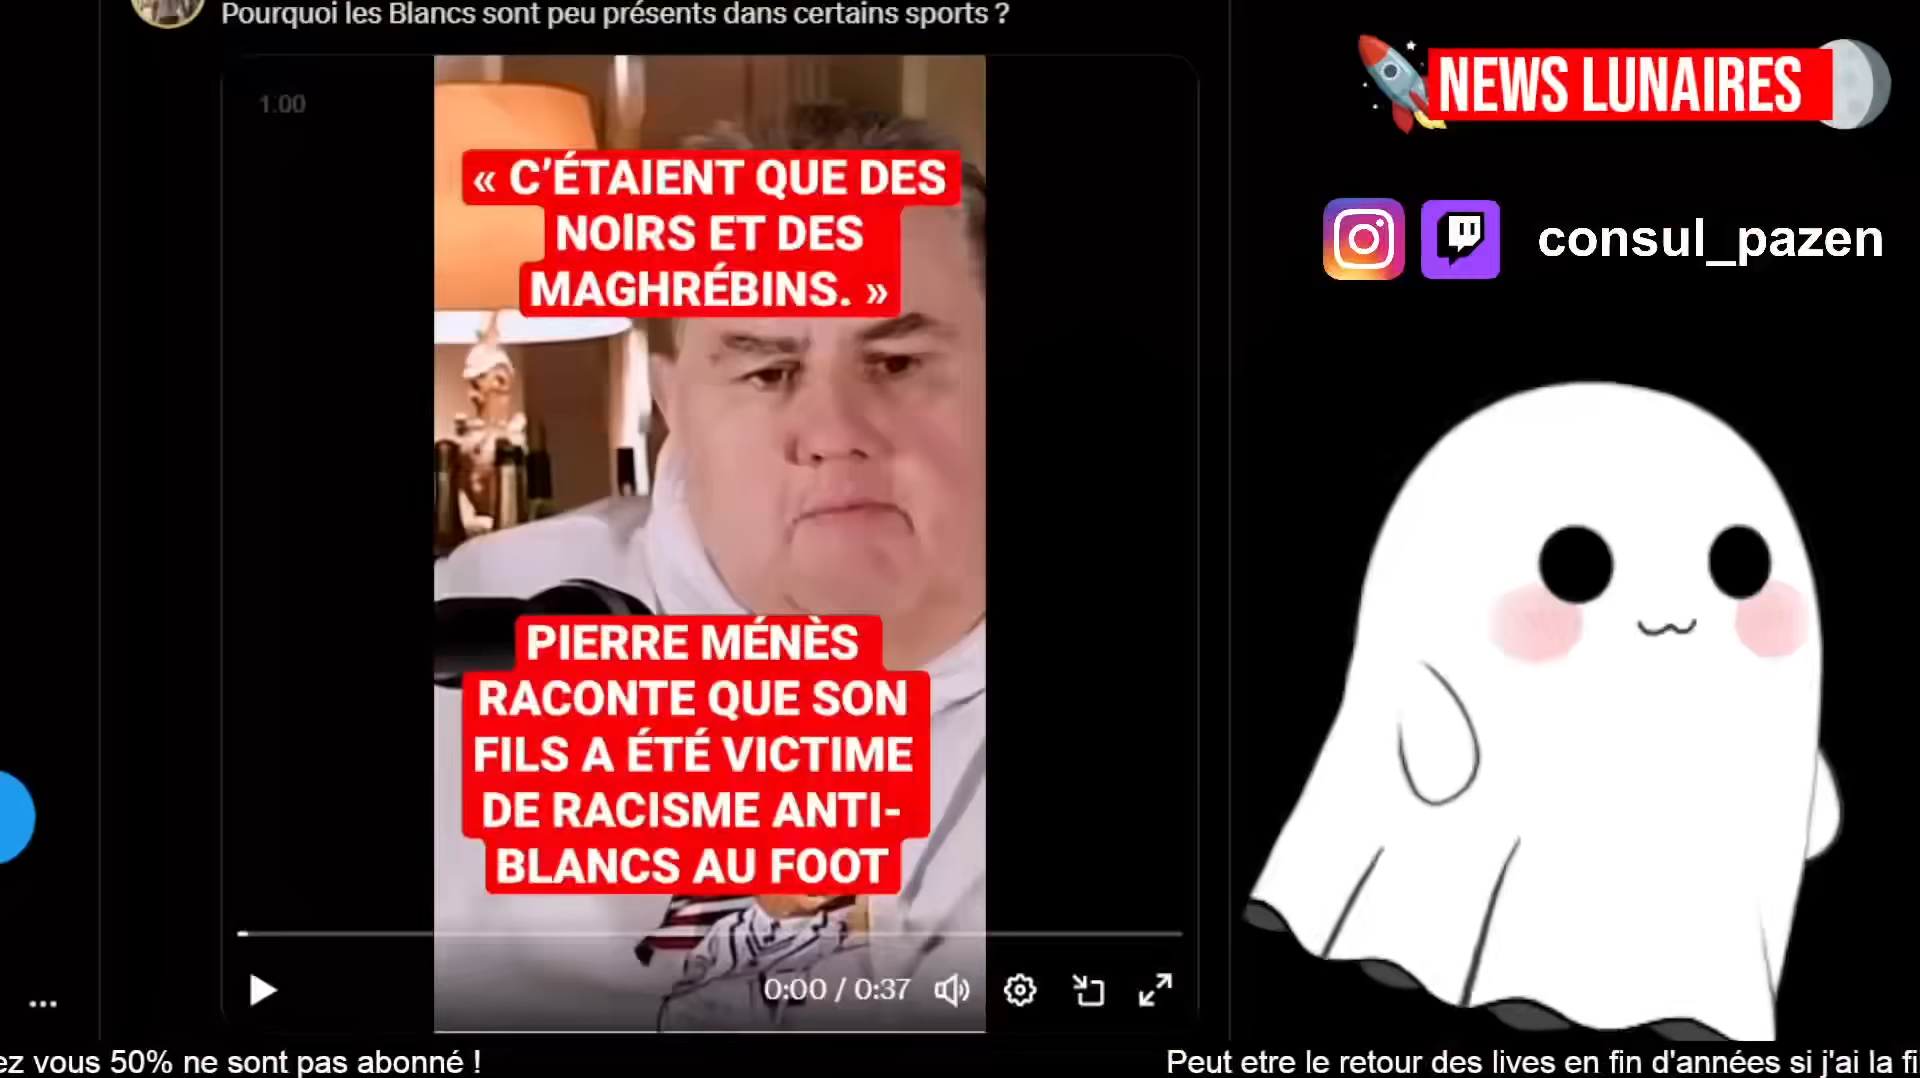 Pourquoi les Blancs sont peu présents dans certains sports ?
NEWS LUNAIRES
1:00
« C'ÉTAIENT QUE DES
NOIRS ET DES
MAGHRÉBINS. »
consul_pazen
PIERRE MÉNÈS
RACONTE QUE SON
FILS A ÉTÉ VICTIME
DE RACISME ANTI-
BLANCS AU FOOT
0:00 / 0:37
ez vous 50% ne sont pas abonné !
Peut etre le retour des lives en fin d'années si j'ai la fi